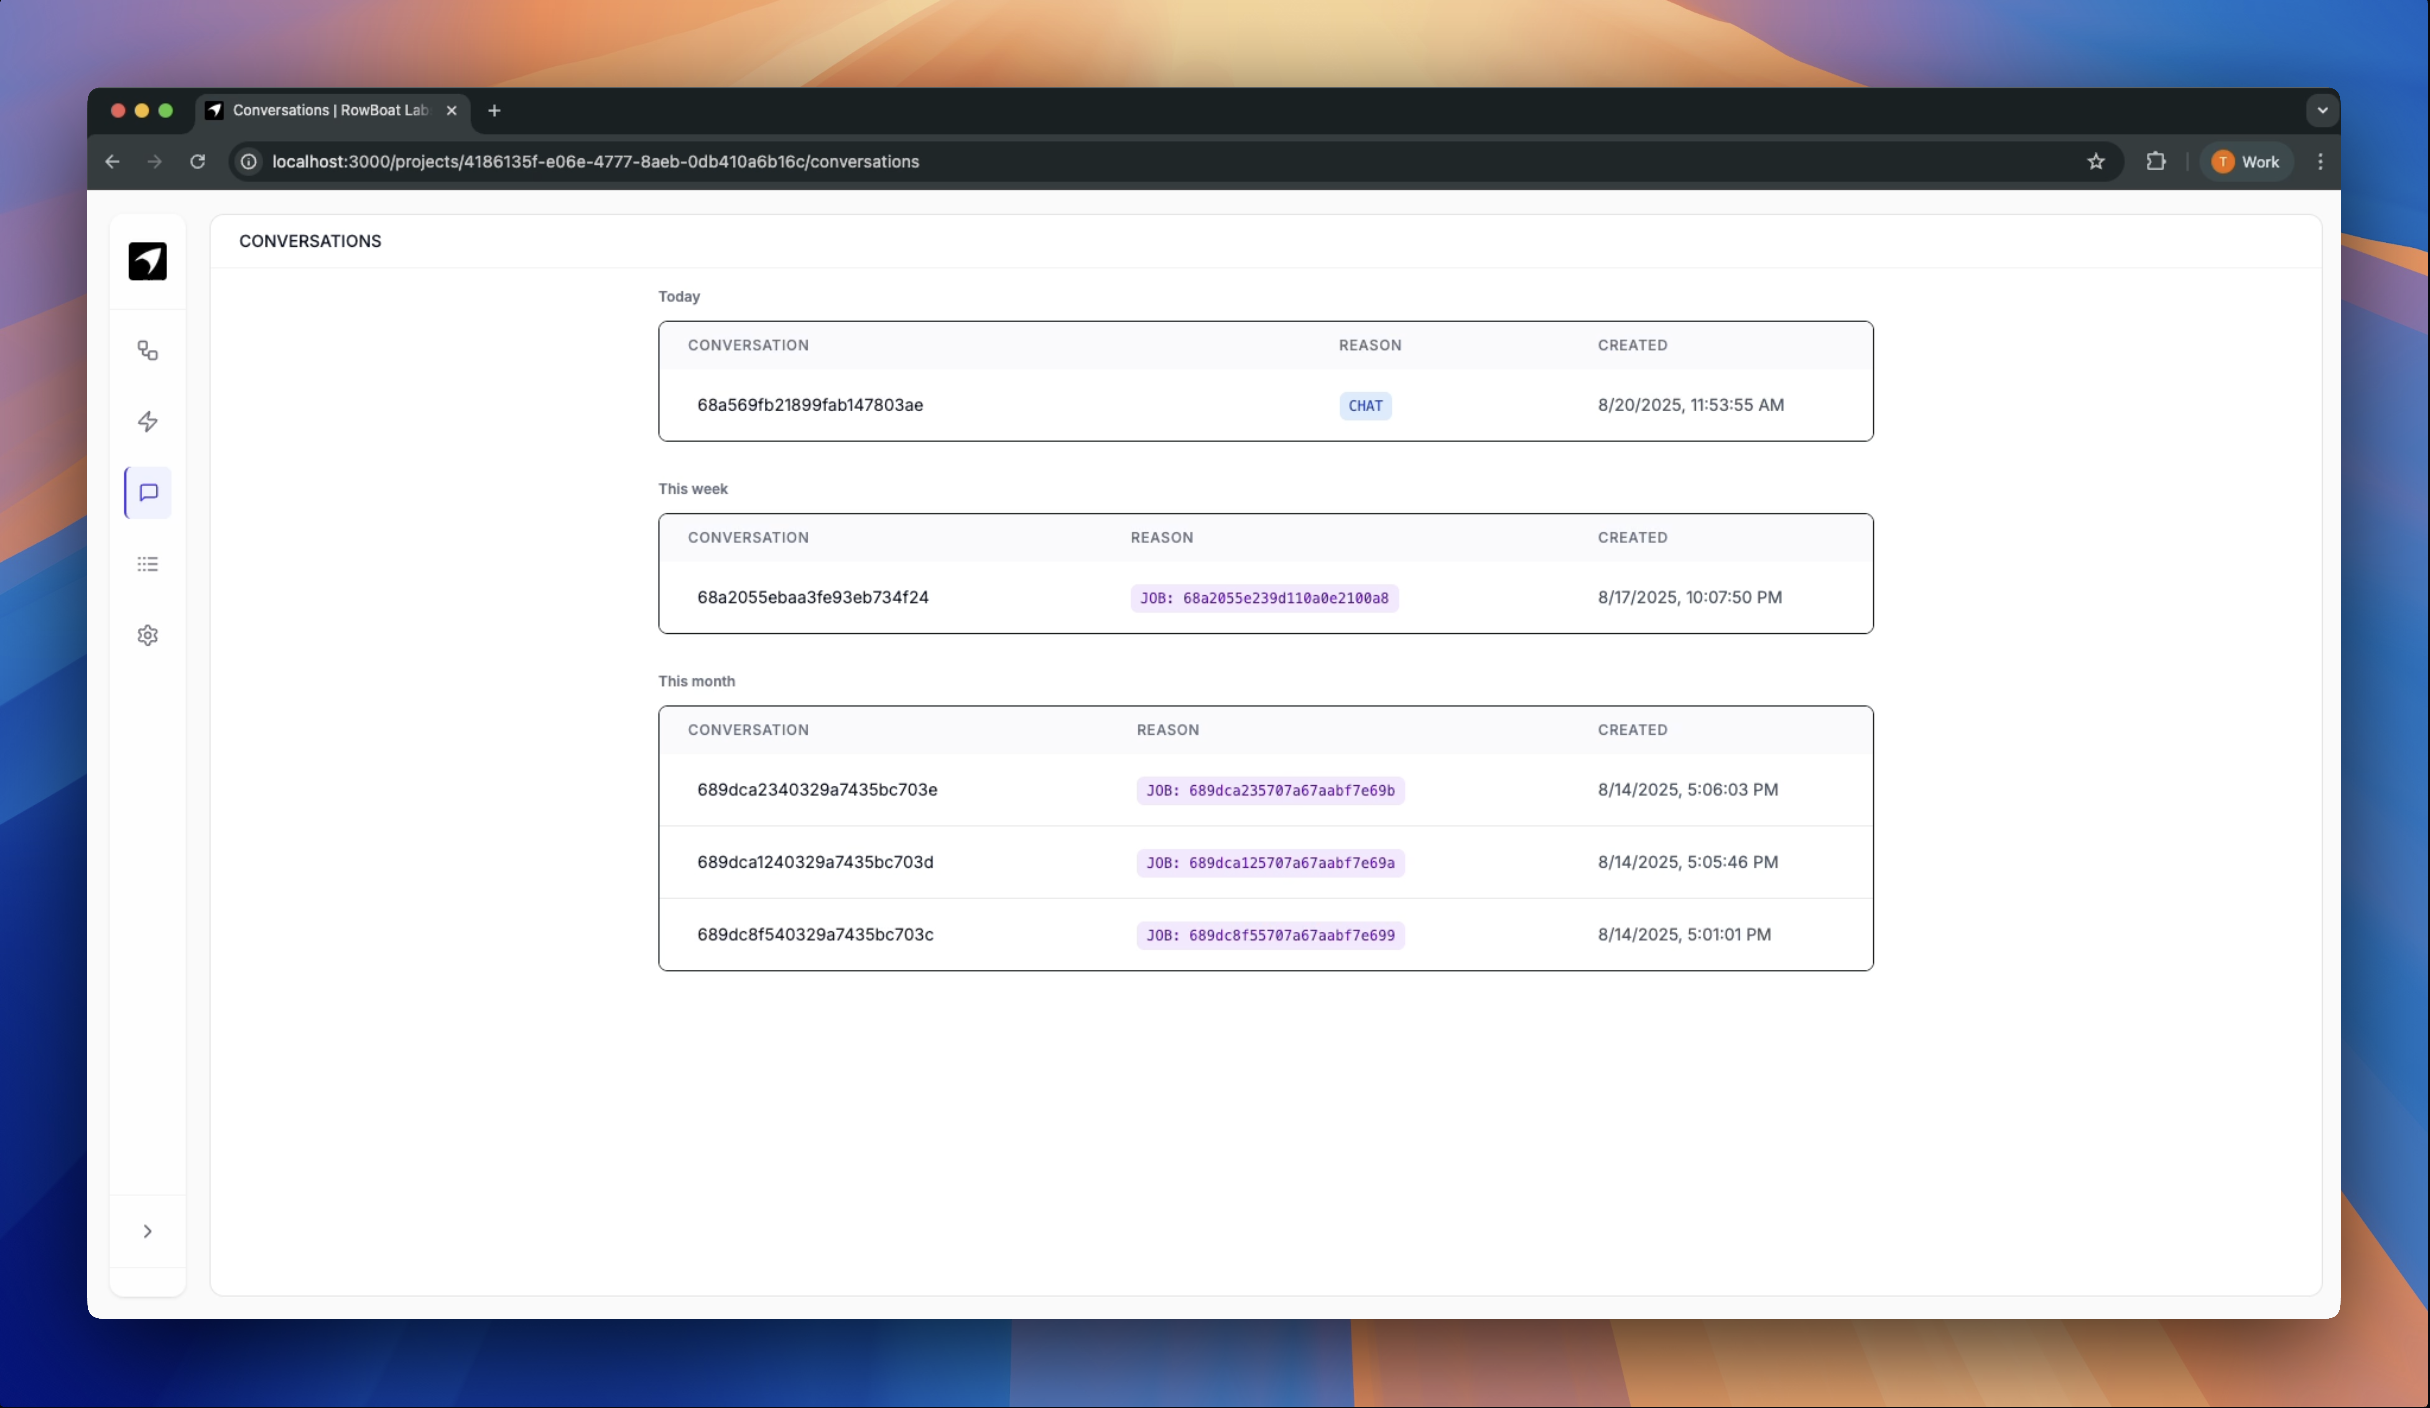 Conversations | RowBoat Lab
localhost:3000/projects/4186135f-e06e-4777-8aeb-0db410a6b16c/conversations
T Work
CONVERSATIONS
Today
CONVERSATION REASON CREATED
68a569fb21899fab147803ae CHAT 8/20/2025, 11:53:55 AM
This week
CONVERSATION REASON CREATED
68a2055ebaa3fe93eb734f24 JOB: 68a2055e239d110a0e2100a8 8/17/2025, 10:07:50 PM
This month
CONVERSATION REASON CREATED
689dca2340329a7435bc703e JOB: 689dca235707a67aabf7e69b 8/14/2025, 5:06:03 PM
689dca1240329a7435bc703d JOB: 689dca125707a67aabf7e69a 8/14/2025, 5:05:46 PM
689dc8f540329a7435bc703c JOB: 689dc8f55707a67aabf7e699 8/14/2025, 5:01:01 PM